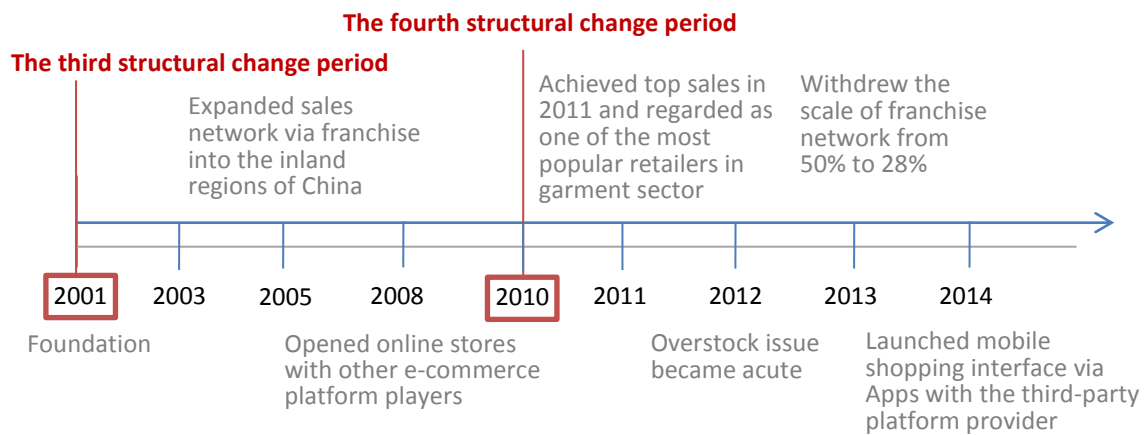 The fourth structural change period
The third structural change period
Expanded sales
network via franchise
into the inland
regions of China
Achieved top sales in
2011 and regarded as
one of the most
popular retailers in
garment sector
Withdrew the
scale of franchise
network from
50% to 28%
2001
2003
2005
2008
2010
2011
2012
2013
2014
Foundation
Opened online stores
with other e-commerce
platform players
Overstock issue
became acute
Launched mobile
shopping interface via
Apps with the third-party
platform provider